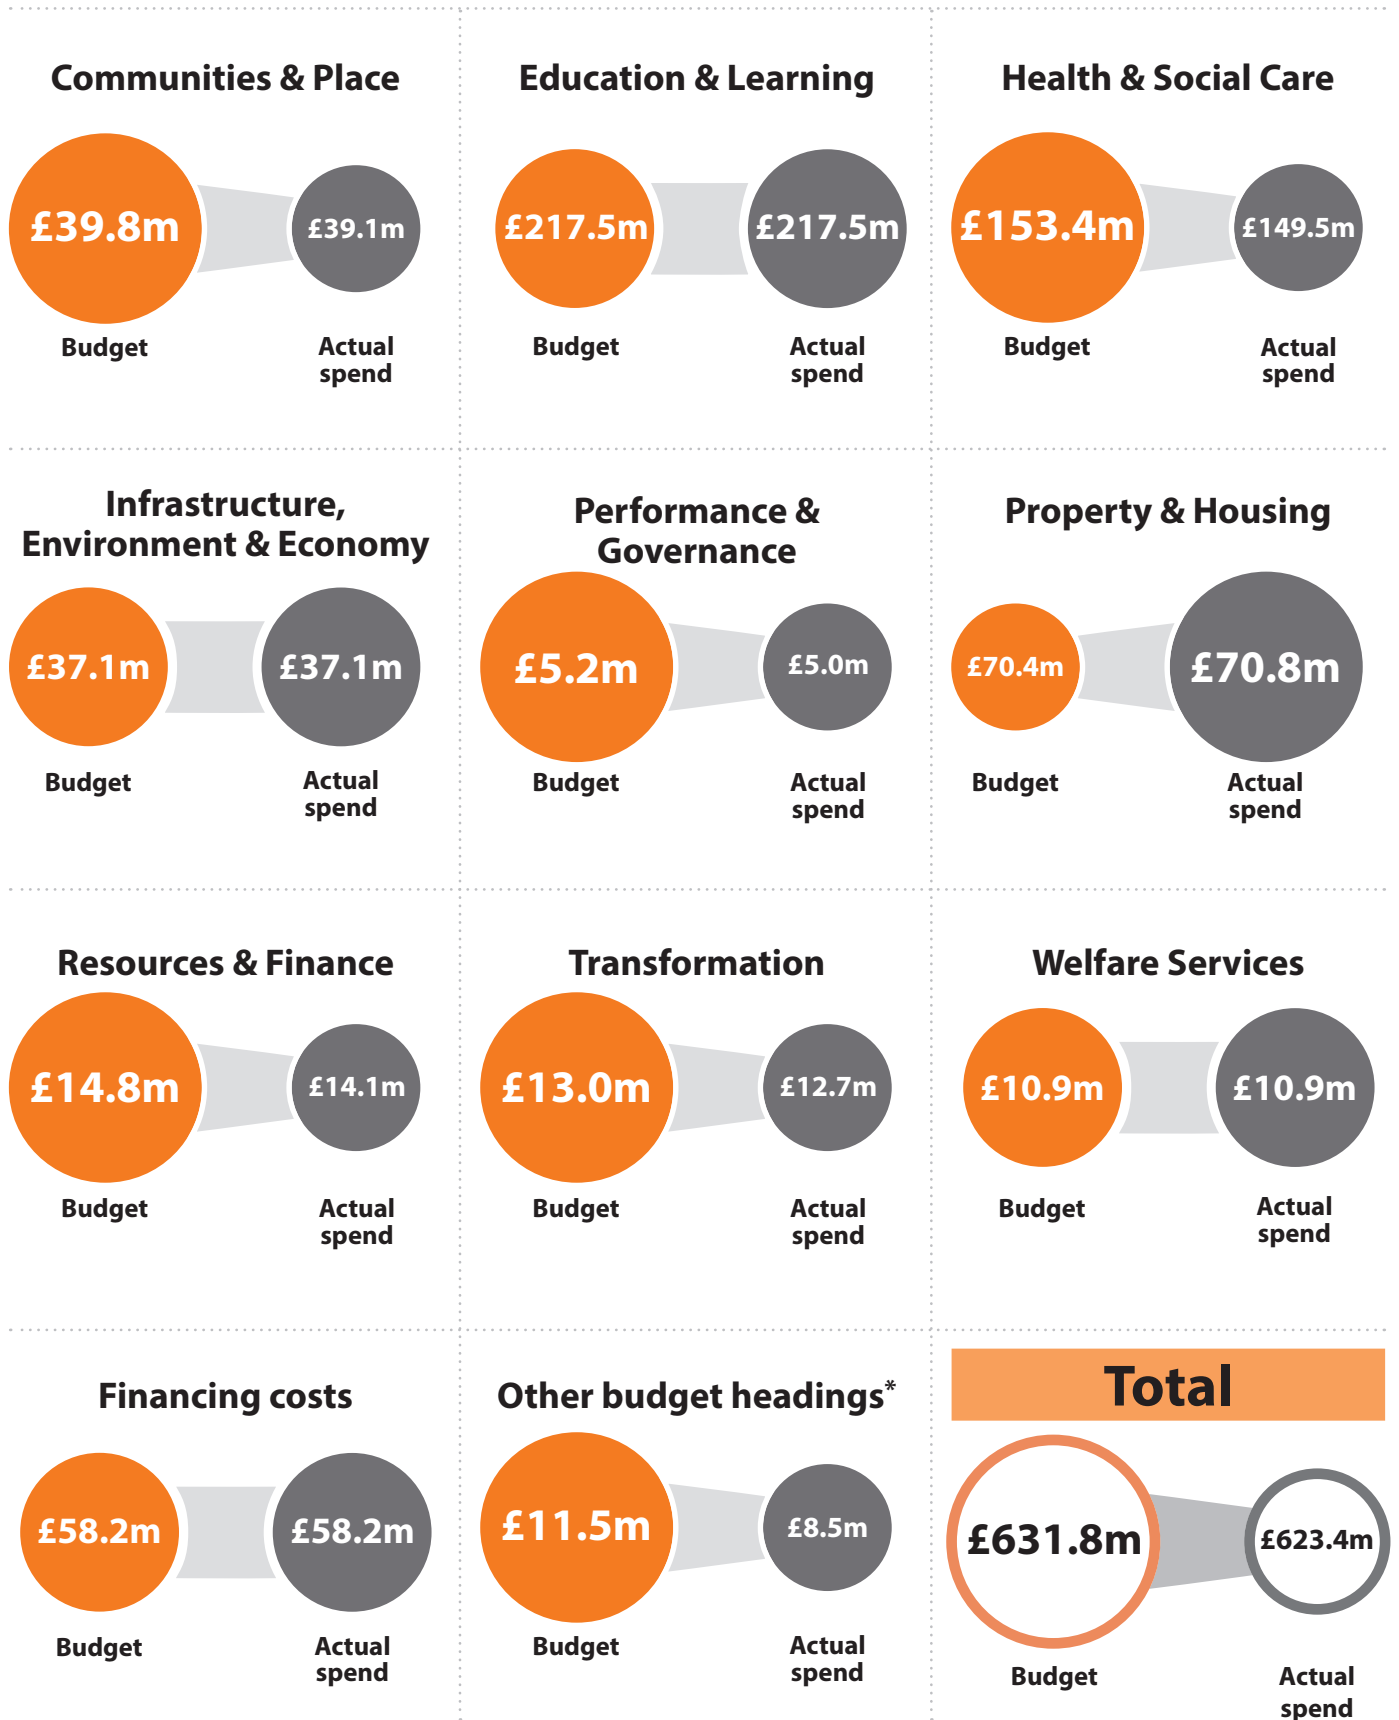 Communities & Place
£39.8m
£39.1m
Budget
Actual
spend
Education & Learning
£217.5m
£217.5m
Budget
Actual
spend
Health & Social Care
£153.4m
£149.5m
Budget
Actual
spend
Infrastructure,
Environment & Economy
£37.1m
£37.1m
Budget
Actual
spend
Performance &
Governance
£5.2m
£5.0m
Budget
Actual
spend
Property & Housing
£70.4m
£70.8m
Budget
Actual
spend
Resources & Finance
£14.8m
£14.1m
Budget
Actual
spend
Transformation
£13.0m
£12.7m
Budget
Actual
spend
Welfare Services
£10.9m
£10.9m
Budget
Actual
spend
Financing costs
£58.2m
£58.2m
Budget
Actual
spend
Other budget headings*
£11.5m
£8.5m
Budget
Actual
spend
Total
£631.8m
£623.4m
Budget
Actual
spend